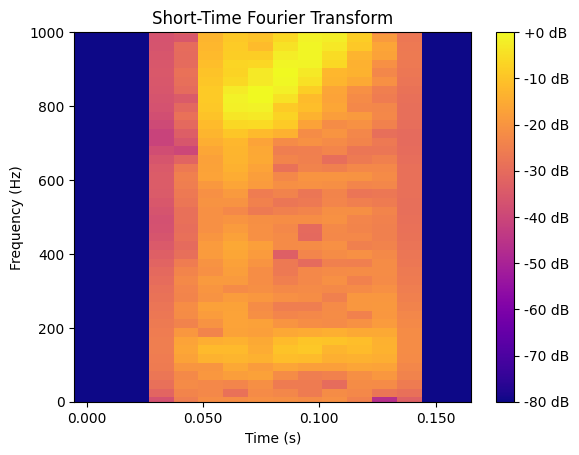 Short-Time Fourier Transform
1000
800
600
400
200
0
Frequency (Hz)
0.000
0.050
0.100
0.150
Time (s)
+0 dB
-10 dB
-20 dB
-30 dB
-40 dB
-50 dB
-60 dB
-70 dB
-80 dB